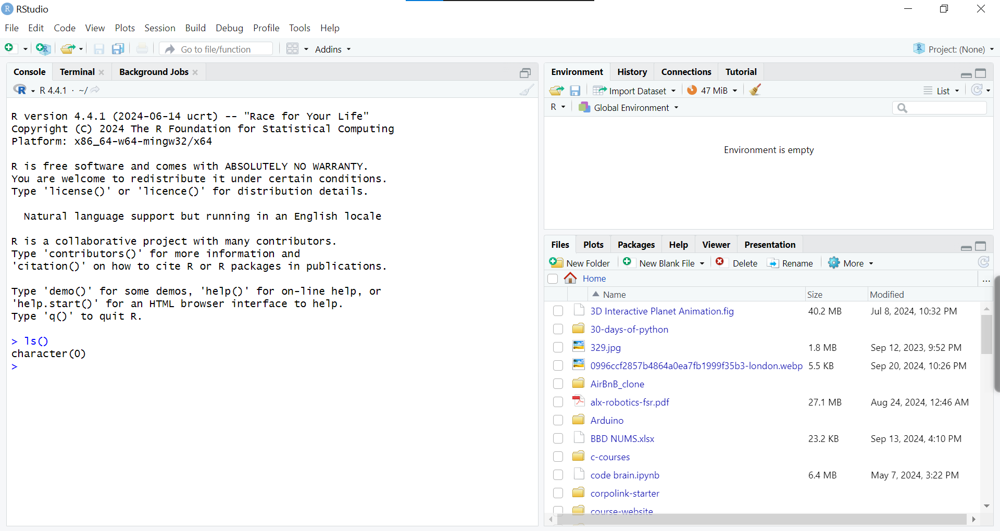 RStudio
File Edit Code View Plots Session Build Debug Profile Tools Help
Go to file/function Addins Project: (None)
Console Terminal Background Jobs
R 4.4.1 · ~/
R version 4.4.1 (2024-06-14 ucrt) -- "Race for Your Life"
Copyright (C) 2024 The R Foundation for Statistical Computing
Platform: x86_64-w64-mingw32/x64
R is free software and comes with ABSOLUTELY NO WARRANTY.
You are welcome to redistribute it under certain conditions.
Type 'license()' or 'licence()' for distribution details.
Natural language support but running in an English locale
R is a collaborative project with many contributors.
Type 'contributors()' for more information and
'citation()' on how to cite R or R packages in publications.
Type 'demo()' for some demos, 'help()' for on-line help, or
'help.start()' for an HTML browser interface to help.
Type 'q()' to quit R.
> ls()
character(0)
>
Environment History Connections Tutorial
Import Dataset 47 MiB List
R Global Environment
Environment is empty
Files Plots Packages Help Viewer Presentation
New Folder New Blank File Delete Rename More
Home ...
Name Size Modified
3D Interactive Planet Animation.fig 40.2 MB Jul 8, 2024, 10:32 PM
30-days-of-python
329.jpg 1.8 MB Sep 12, 2023, 9:52 PM
0996ccf2857b4864a0ea7fb1999f35b3-london.webp 5.5 KB Sep 20, 2024, 10:26 PM
AirBnB_clone
alx-robotics-fsr.pdf 27.1 MB Aug 24, 2024, 12:46 AM
Arduino
BBD NUMS.xlsx 23.2 KB Sep 13, 2024, 4:10 PM
c-courses
code brain.ipynb 6.4 MB May 7, 2024, 3:22 PM
corpolink-starter
course-website